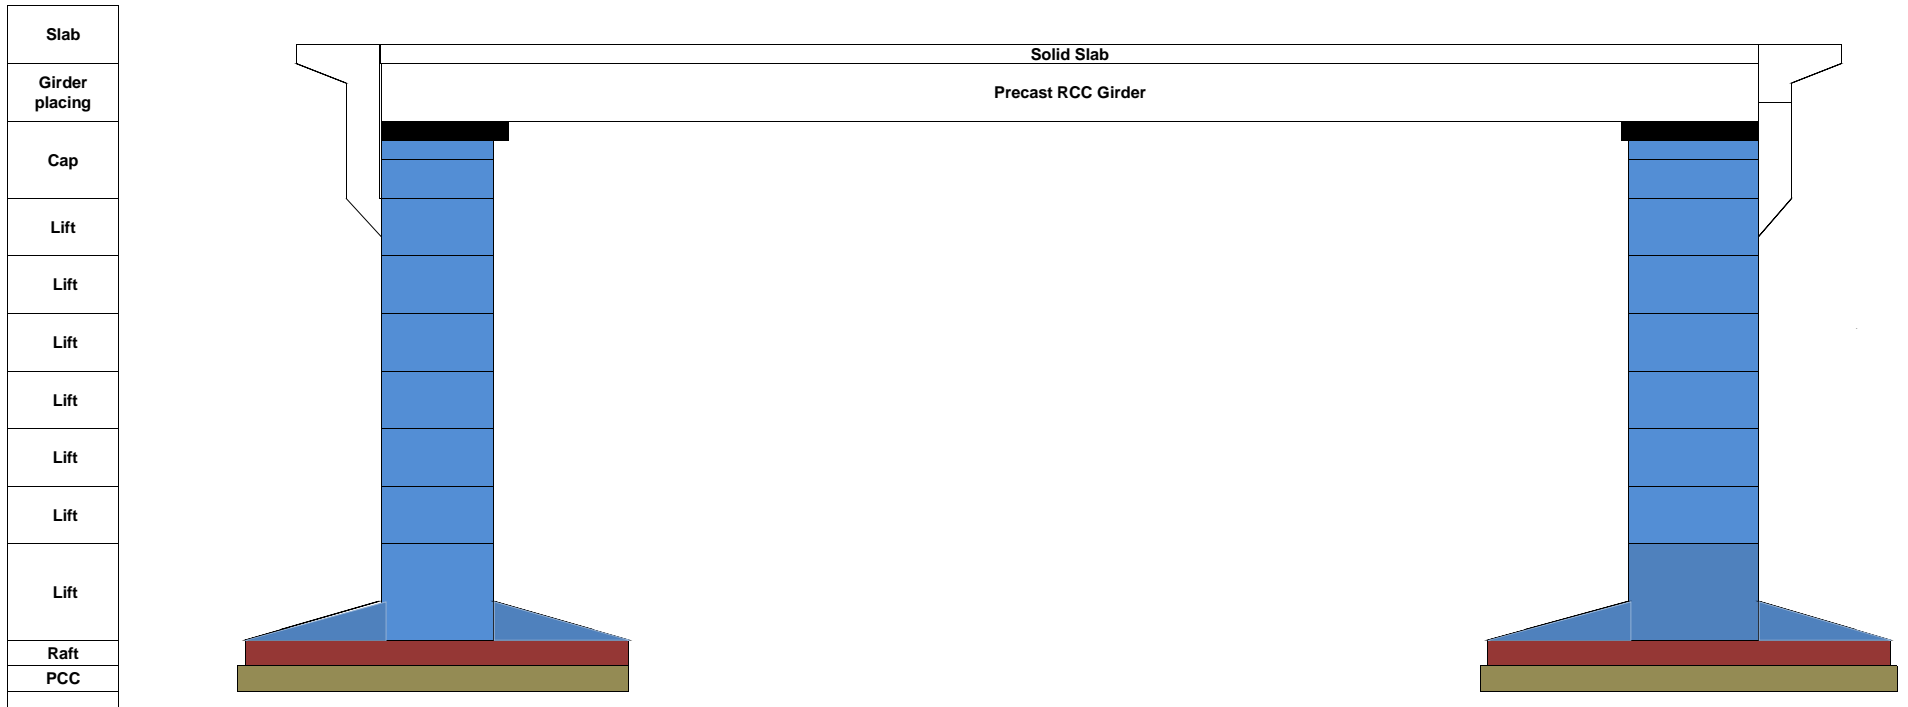 Slab
Girder
placing
Cap
Lift
Lift
Lift
Lift
Lift
Lift
Lift
Raft
PCC
Solid Slab
Precast RCC Girder